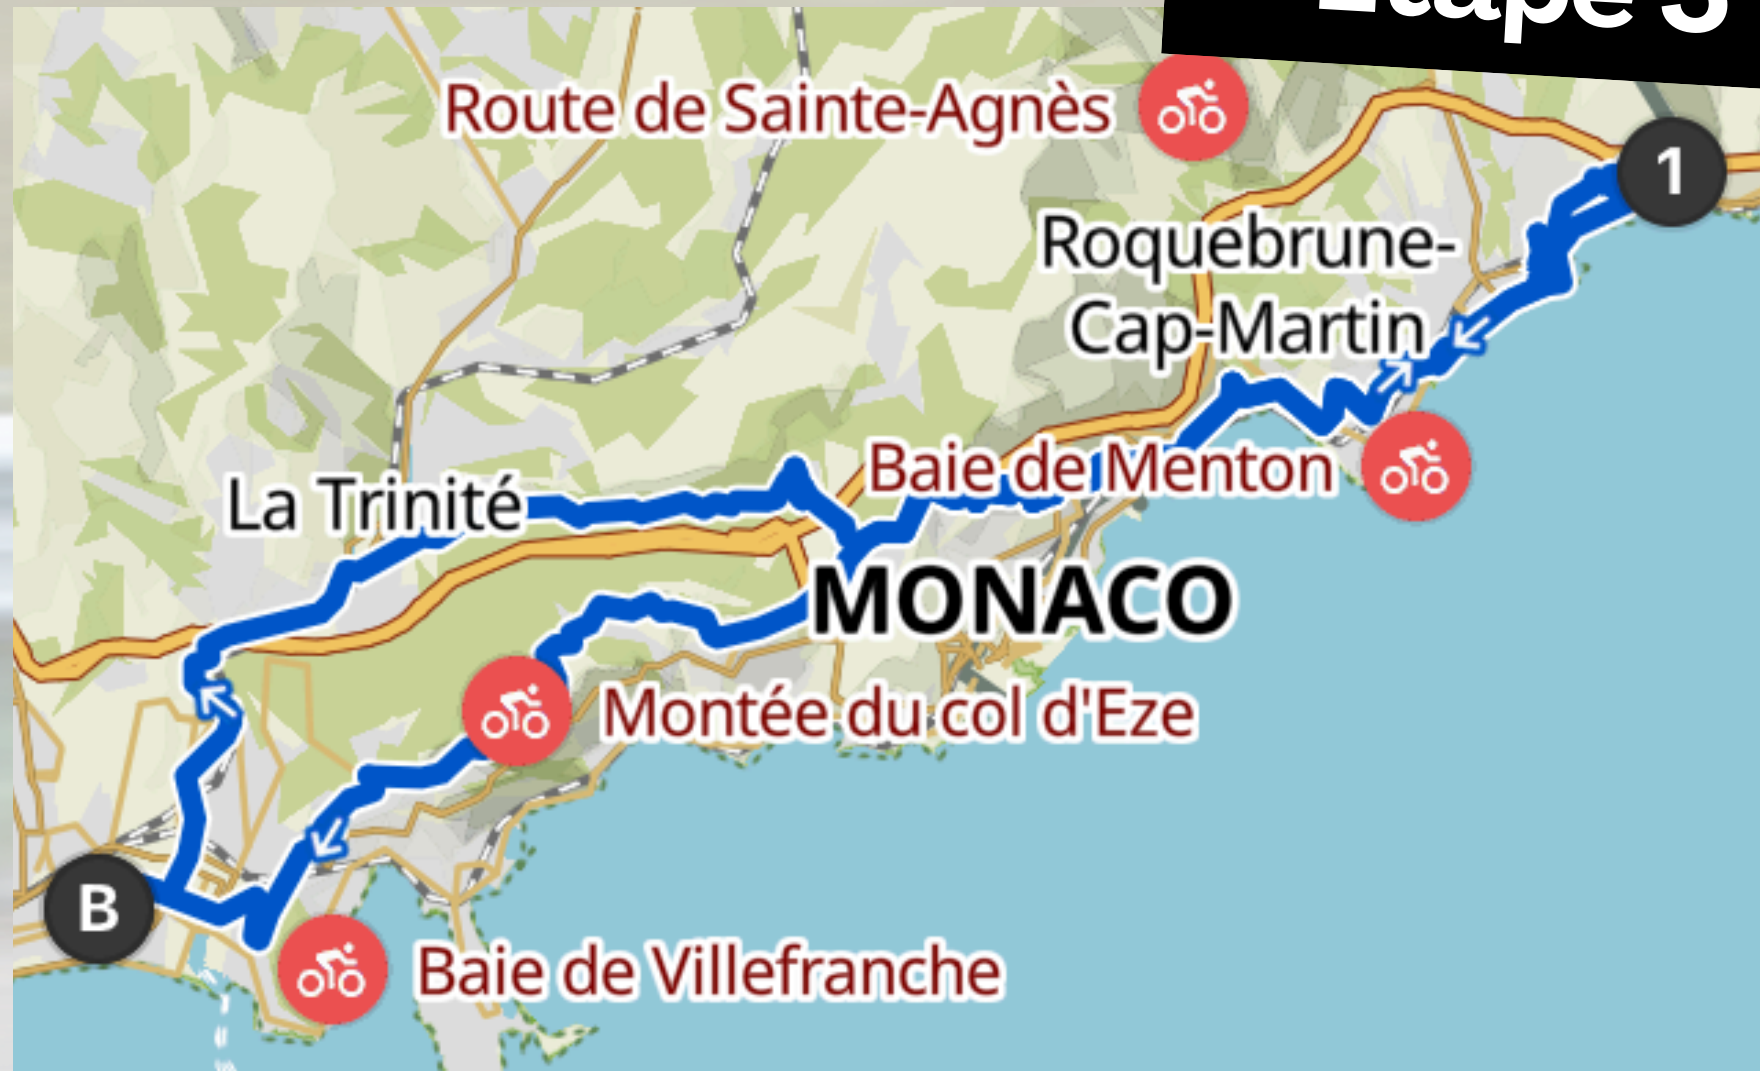 Etape 3
Route de Sainte-Agnès
1
Roquebrune-
Cap-Martin
Baie de Menton
La Trinité
MONACO
Montée du col d'Eze
B
Baie de Villefranche